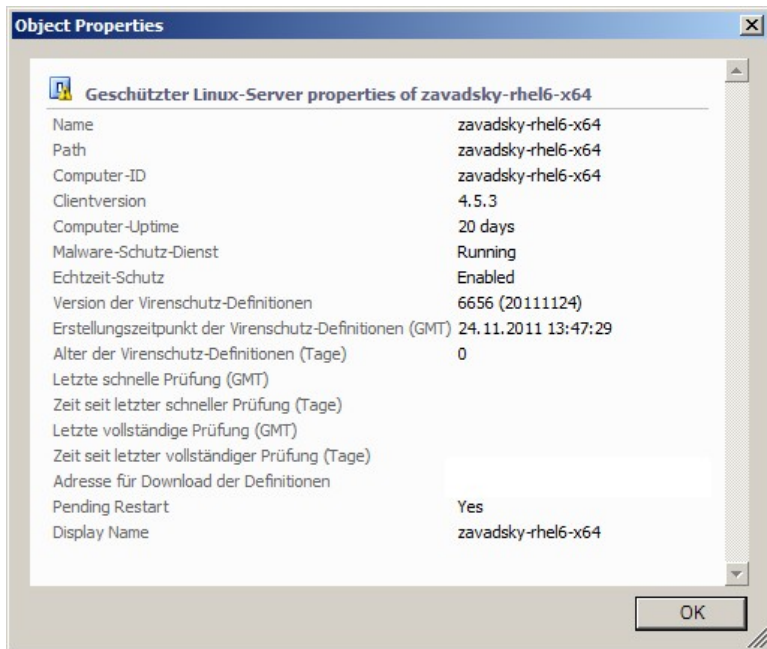 Object Properties
Geschützter Linux-Server properties of zavadsky-rhel6-x64
Name zavadsky-rhel6-x64
Path zavadsky-rhel6-x64
Computer-ID zavadsky-rhel6-x64
Clientversion 4.5.3
Computer-Uptime 20 days
Malware-Schutz-Dienst Running
Echtzeit-Schutz Enabled
Version der Virenschutz-Definitionen 6656 (20111124)
Erstellungszeitpunkt der Virenschutz-Definitionen (GMT) 24.11.2011 13:47:29
Alter der Virenschutz-Definitionen (Tage) 0
Letzte schnelle Prüfung (GMT)
Zeit seit letzter schneller Prüfung (Tage)
Letzte vollständige Prüfung (GMT)
Zeit seit letzter vollständiger Prüfung (Tage)
Adresse für Download der Definitionen
Pending Restart Yes
Display Name zavadsky-rhel6-x64
OK